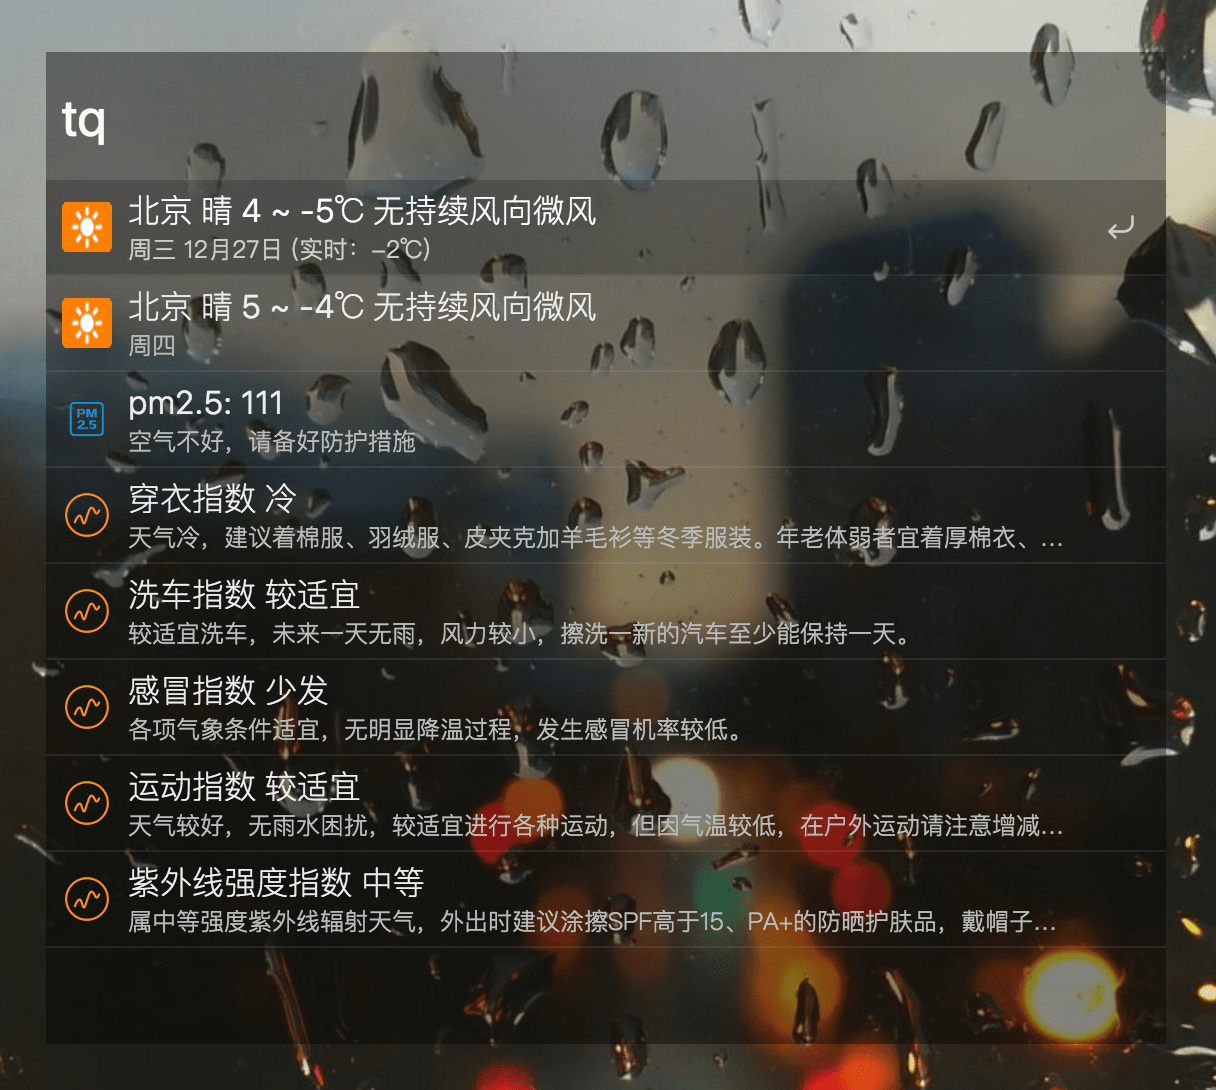 tq
北京 晴 4 ~ -5℃ 无持续风向微风
周三 12月27日 (实时：-2℃)
北京 晴 5 ~ -4℃ 无持续风向微风
周四
PM
2.5
pm2.5: 111
空气不好，请备好防护措施
穿衣指数 冷
天气冷，建议着棉服、羽绒服、皮夹克加羊毛衫等冬季服装。年老体弱者宜着厚棉衣、...
洗车指数 较适宜
较适宜洗车，未来一天无雨，风力较小，擦洗一新的汽车至少能保持一天。
感冒指数 少发
各项气象条件适宜，无明显降温过程，发生感冒机率较低。
运动指数 较适宜
天气较好，无雨水困扰，较适宜进行各种运动，但因气温较低，在户外运动请注意增减...
紫外线强度指数 中等
属中等强度紫外线辐射天气，外出时建议涂擦SPF高于15、PA+的防晒护肤品，戴帽子...